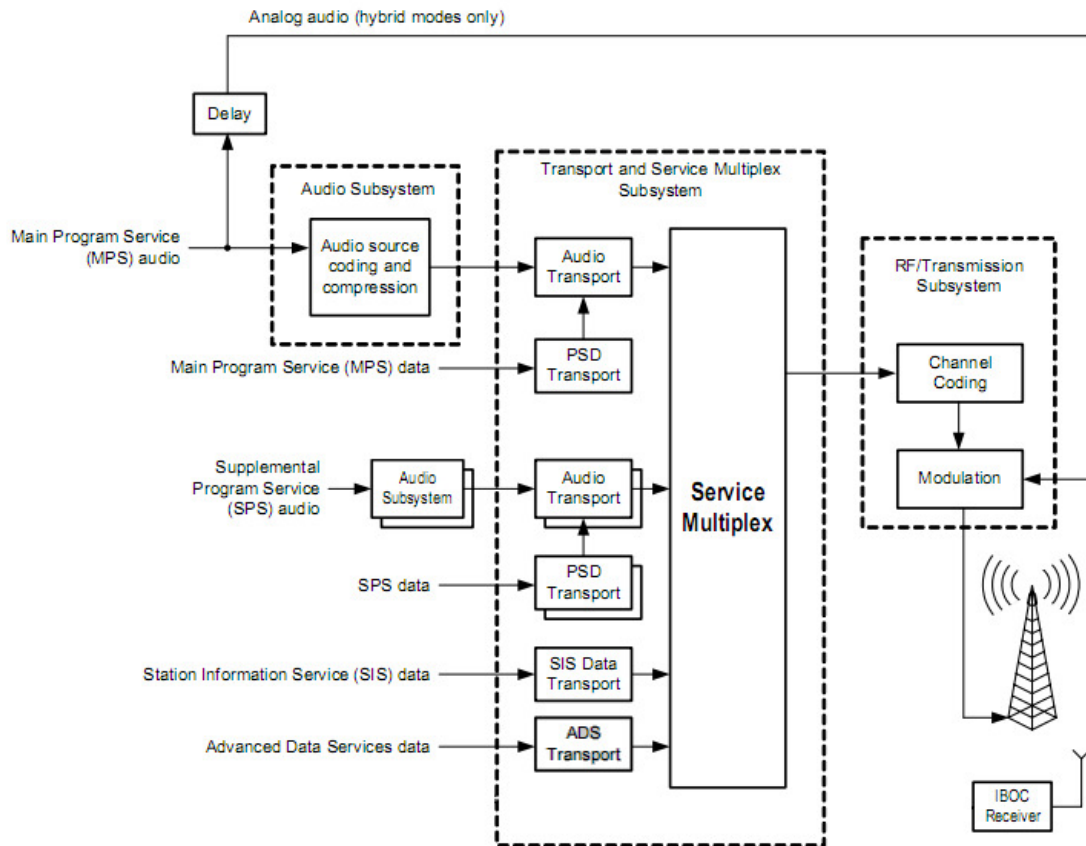 Analog audio (hybrid modes only)
Delay
Audio Subsystem
Transport and Service Multiplex
Subsystem
Main Program Service
(MPS) audio
Audio source
coding and
compression
Audio
Transport
RF/Transmission
Subsystem
Main Program Service (MPS) data
PSD
Transport
Channel
Coding
Supplemental
Program Service
(SPS) audio
Audio
Subsystem
Audio
Transport
Service
Multiplex
Modulation
SPS data
PSD
Transport
Station Information Service (SIS) data
SIS Data
Transport
Advanced Data Services data
ADS
Transport
IBOC
Receiver